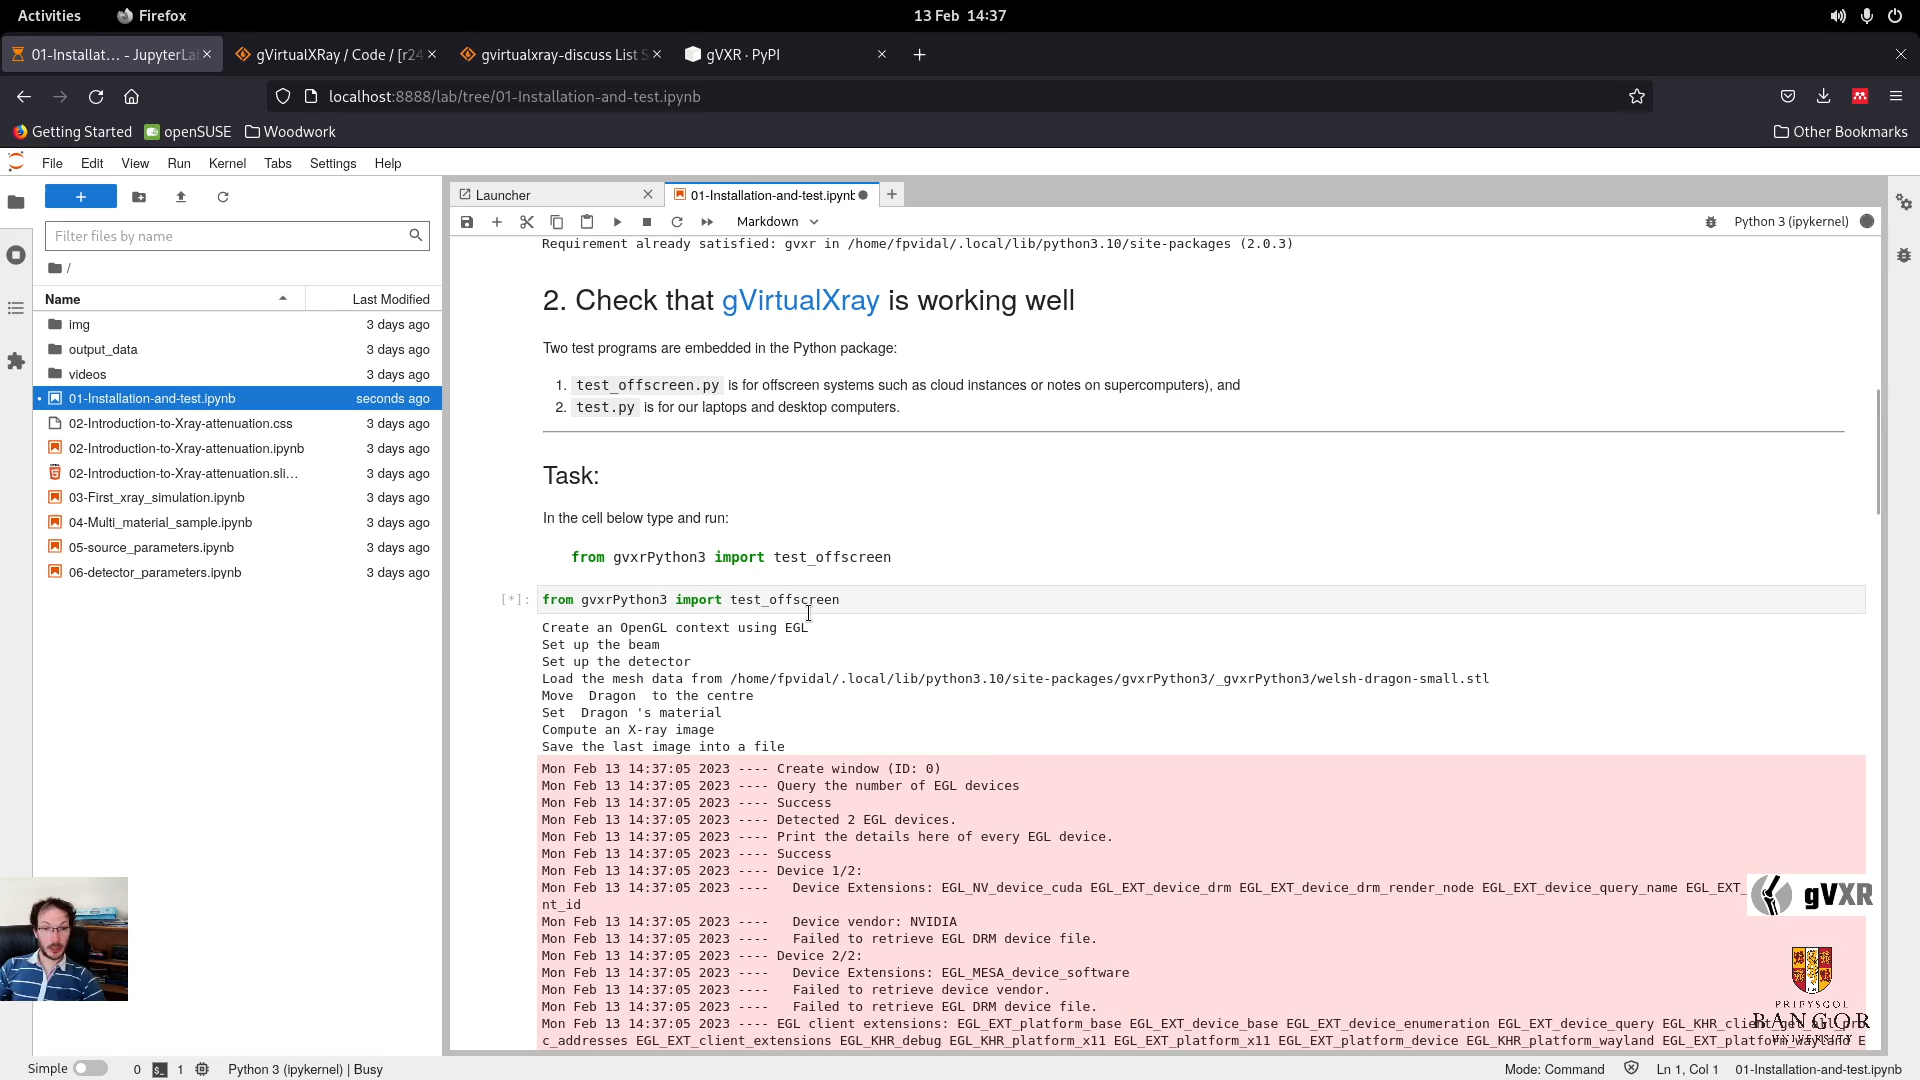 Activities
Firefox
13 Feb 14:37
01-Installat… - JupyterLa
gVirtualXRay / Code / [r24
gvirtualxray-discuss List S
gVXR · PyPI
localhost:8888/lab/tree/01-Installation-and-test.ipynb
Getting Started openSUSE Woodwork
Other Bookmarks
File Edit View Run Kernel Tabs Settings Help
Launcher
01-Installation-and-test.ipynb
Markdown
Python 3 (ipykernel)
Filter files by name
/
Name Last Modified
img 3 days ago
output_data 3 days ago
videos 3 days ago
01-Installation-and-test.ipynb seconds ago
02-Introduction-to-Xray-attenuation.css 3 days ago
02-Introduction-to-Xray-attenuation.ipynb 3 days ago
02-Introduction-to-Xray-attenuation.sli… 3 days ago
03-First_xray_simulation.ipynb 3 days ago
04-Multi_material_sample.ipynb 3 days ago
05-source_parameters.ipynb 3 days ago
06-detector_parameters.ipynb 3 days ago
Requirement already satisfied: gvxr in /home/fpvidal/.local/lib/python3.10/site-packages (2.0.3)
2. Check that gVirtualXray is working well
Two test programs are embedded in the Python package:
1. test_offscreen.py is for offscreen systems such as cloud instances or notes on supercomputers), and
2. test.py is for our laptops and desktop computers.
Task:
In the cell below type and run:
from gvxrPython3 import test_offscreen
[*]: from gvxrPython3 import test_offscreen
Create an OpenGL context using EGL
Set up the beam
Set up the detector
Load the mesh data from /home/fpvidal/.local/lib/python3.10/site-packages/gvxrPython3/_gvxrPython3/welsh-dragon-small.stl
Move  Dragon  to the centre
Set  Dragon 's material
Compute an X-ray image
Save the last image into a file
Mon Feb 13 14:37:05 2023 ---- Create window (ID: 0)
Mon Feb 13 14:37:05 2023 ---- Query the number of EGL devices
Mon Feb 13 14:37:05 2023 ---- Success
Mon Feb 13 14:37:05 2023 ---- Detected 2 EGL devices.
Mon Feb 13 14:37:05 2023 ---- Print the details here of every EGL device.
Mon Feb 13 14:37:05 2023 ---- Success
Mon Feb 13 14:37:05 2023 ---- Device 1/2:
Mon Feb 13 14:37:05 2023 ----   Device Extensions: EGL_NV_device_cuda EGL_EXT_device_drm EGL_EXT_device_drm_render_node EGL_EXT_device_query_name EGL_EXT_
nt_id
Mon Feb 13 14:37:05 2023 ----   Device vendor: NVIDIA
Mon Feb 13 14:37:05 2023 ----   Failed to retrieve EGL DRM device file.
Mon Feb 13 14:37:05 2023 ---- Device 2/2:
Mon Feb 13 14:37:05 2023 ----   Device Extensions: EGL_MESA_device_software
Mon Feb 13 14:37:05 2023 ----   Failed to retrieve device vendor.
Mon Feb 13 14:37:05 2023 ----   Failed to retrieve EGL DRM device file.
Mon Feb 13 14:37:05 2023 ---- EGL client extensions: EGL_EXT_platform_base EGL_EXT_device_base EGL_EXT_device_enumeration EGL_EXT_device_query EGL_KHR_client_get_all_pro
c_addresses EGL_EXT_client_extensions EGL_KHR_debug EGL_KHR_platform_x11 EGL_EXT_platform_x11 EGL_EXT_platform_device EGL_KHR_platform_wayland EGL_EXT_platform_wayland E
gVXR
PRIFYSGOL
BANGOR
UNIVERSITY
Simple 0 1 Python 3 (ipykernel) | Busy
Mode: Command Ln 1, Col 1 01-Installation-and-test.ipynb